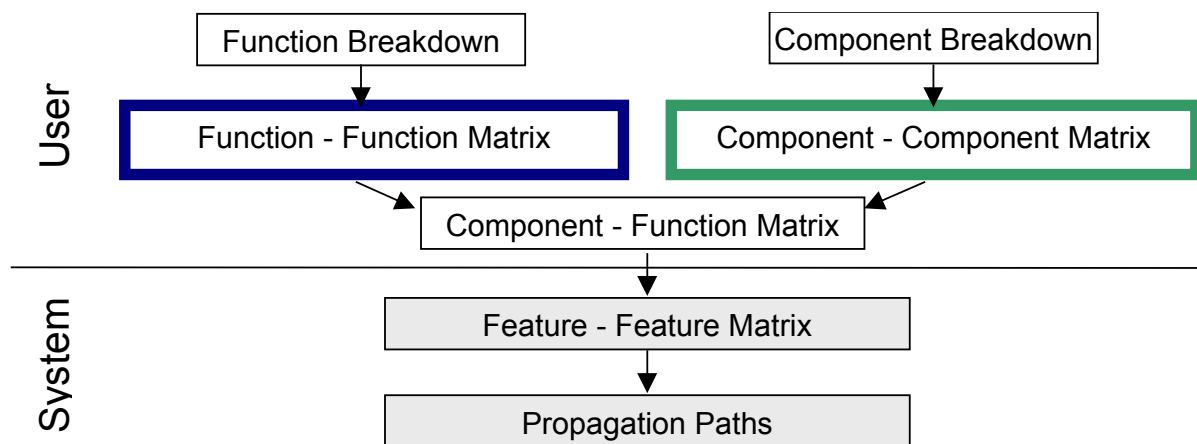 Function Breakdown
Component Breakdown
User
Function - Function Matrix
Component - Component Matrix
Component - Function Matrix
System
Feature - Feature Matrix
Propagation Paths